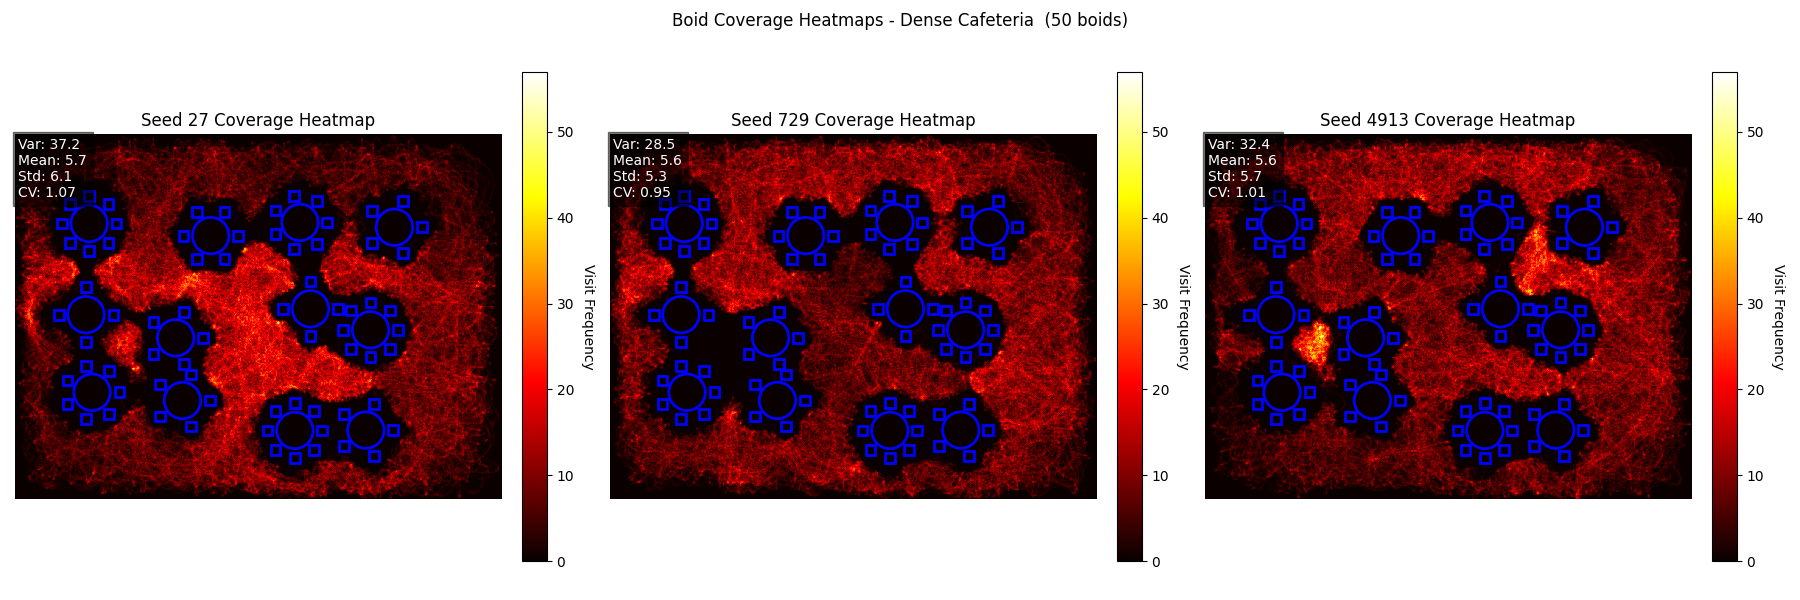 Boid Coverage Heatmaps - Dense Cafeteria  (50 boids)
Seed 27 Coverage Heatmap
Var: 37.2
Mean: 5.7
Std: 6.1
CV: 1.07
50
40
30
20
10
0
Visit Frequency
Seed 729 Coverage Heatmap
Var: 28.5
Mean: 5.6
Std: 5.3
CV: 0.95
50
40
30
20
10
0
Visit Frequency
Seed 4913 Coverage Heatmap
Var: 32.4
Mean: 5.6
Std: 5.7
CV: 1.01
50
40
30
20
10
0
Visit Frequency